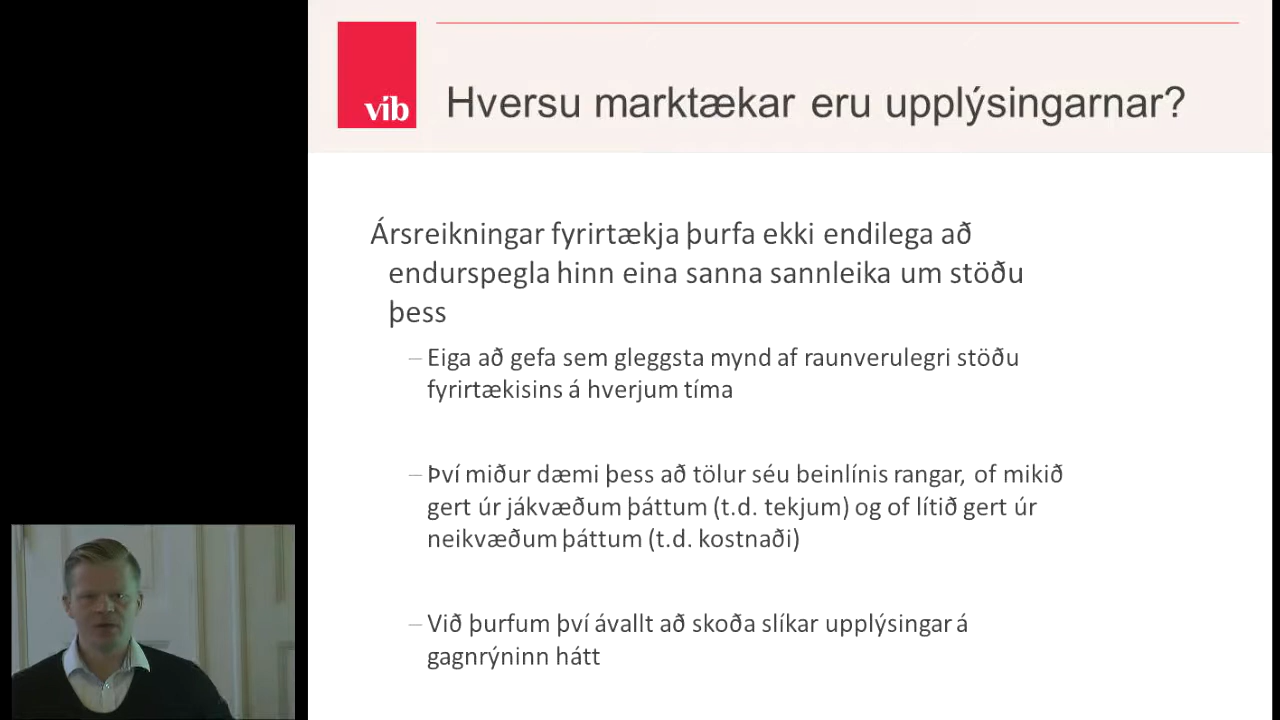 víb
Hversu marktækar eru upplýsingarnar?
Ársreikningar fyrirtækja þurfa ekki endilega að
endurspegla hinn eina sanna sannleika um stöðu
þess
– Eiga að gefa sem gleggsta mynd af raunverulegri stöðu
fyrirtækisins á hverjum tíma
– Því miður dæmi þess að tölur séu beinlínis rangar, of mikið
gert úr jákvæðum þáttum (t.d. tekjum) og of lítið gert úr
neikvæðum þáttum (t.d. kostnaði)
– Við þurfum því ávallt að skoða slíkar upplýsingar á
gagnrýninn hátt